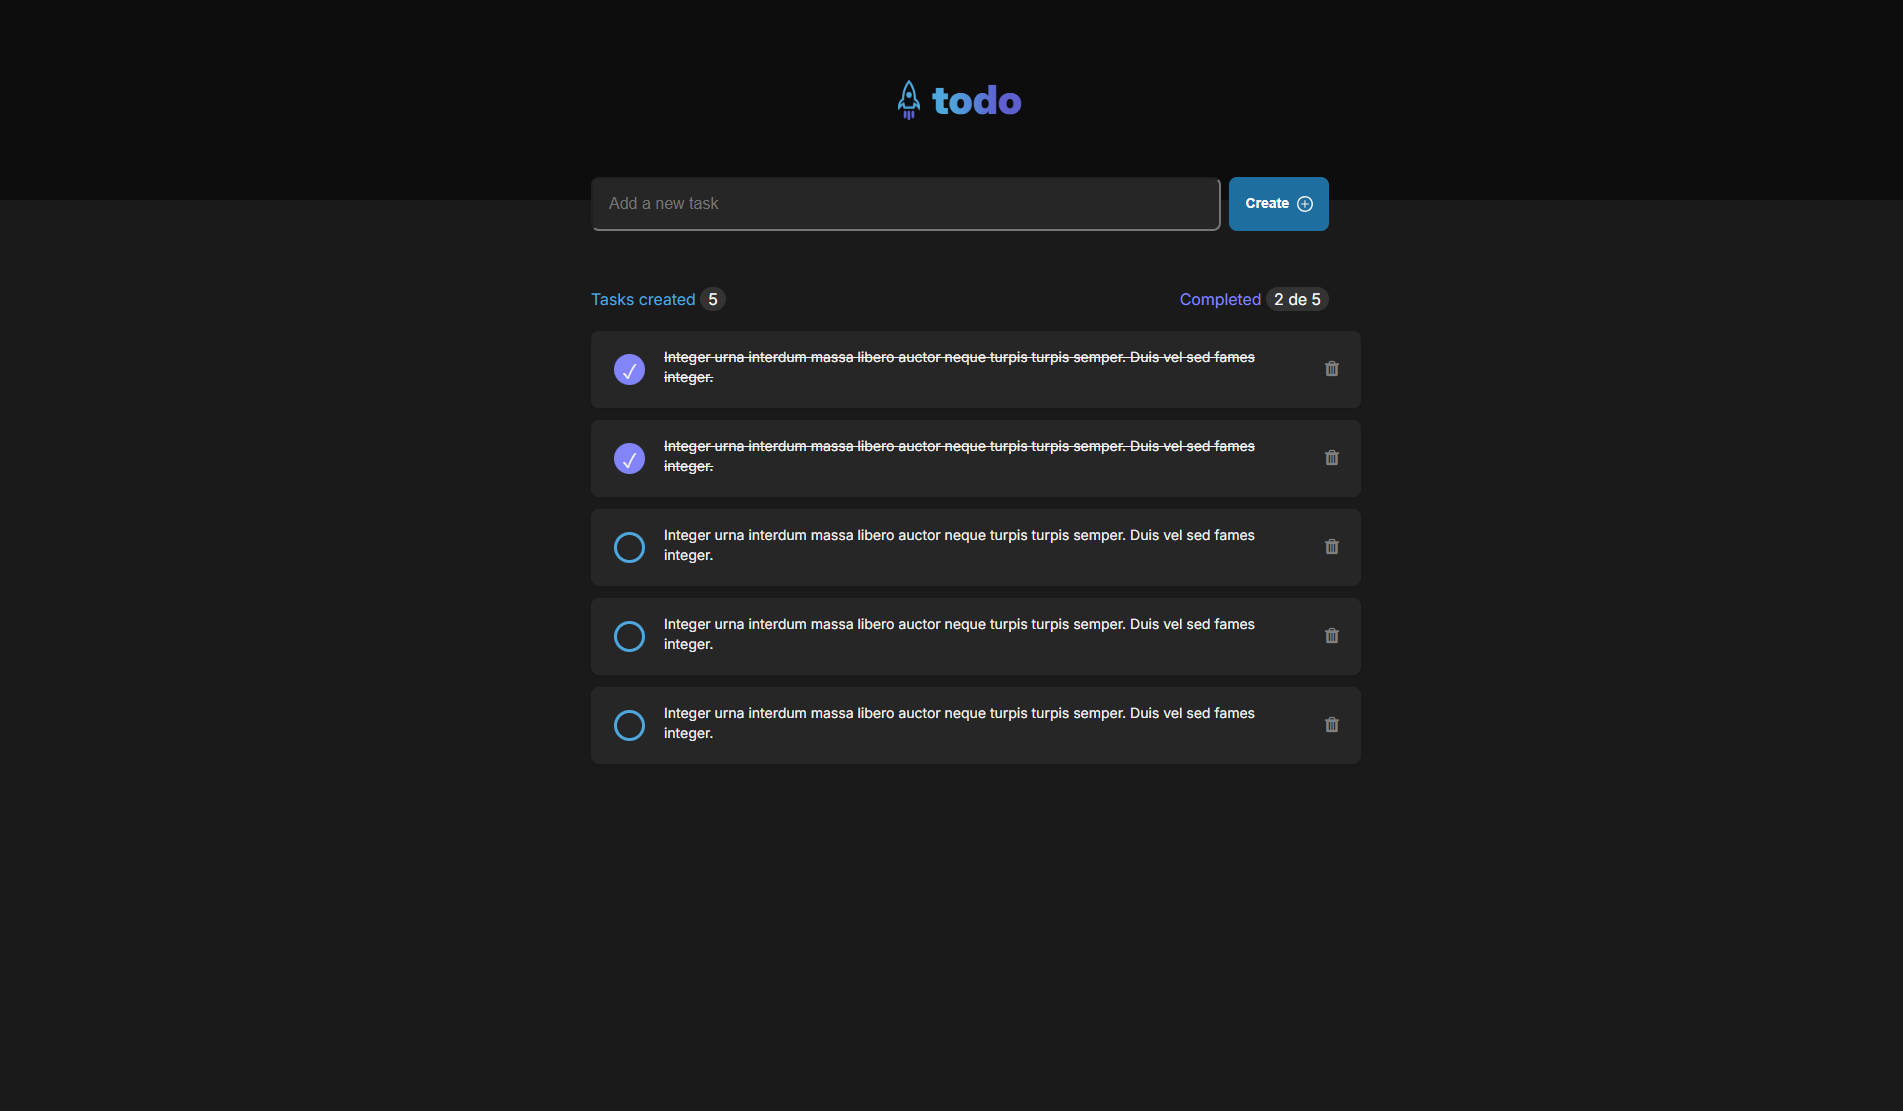 todo
Add a new task
Create
Tasks created 5
Completed 2 de 5
Integer urna interdum massa libero auctor neque turpis turpis semper. Duis vel sed fames
integer.
Integer urna interdum massa libero auctor neque turpis turpis semper. Duis vel sed fames
integer.
Integer urna interdum massa libero auctor neque turpis turpis semper. Duis vel sed fames
integer.
Integer urna interdum massa libero auctor neque turpis turpis semper. Duis vel sed fames
integer.
Integer urna interdum massa libero auctor neque turpis turpis semper. Duis vel sed fames
integer.